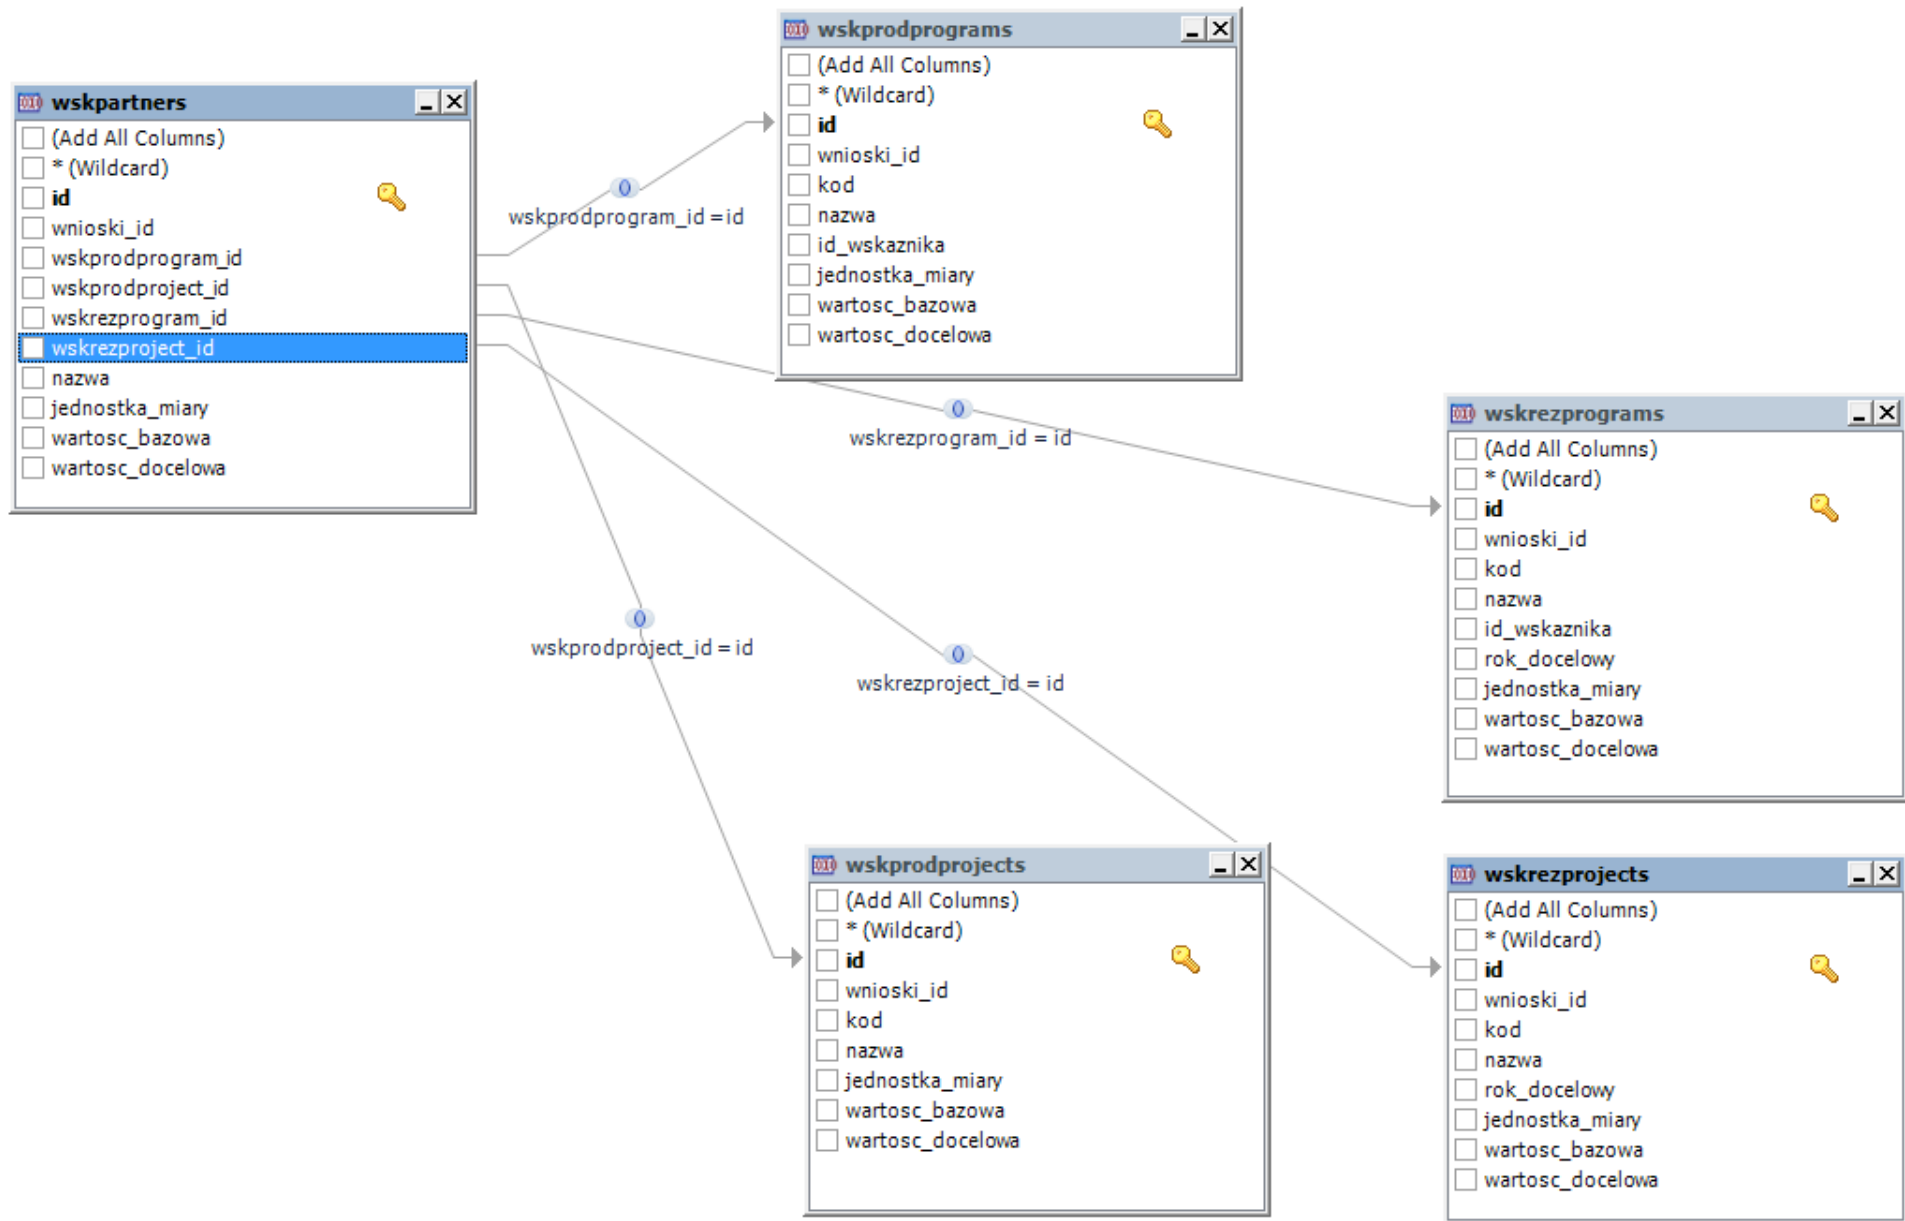 wskpartners
(Add All Columns)
* (Wildcard)
id
wnioski_id
wskprodprogram_id
wskprodproject_id
wskrezprogram_id
wskrezproject_id
nazwa
jednostka_miary
wartosc_bazowa
wartosc_docelowa
wskprodprogram_id = id
wskprodprograms
(Add All Columns)
* (Wildcard)
id
wnioski_id
kod
nazwa
id_wskaznika
jednostka_miary
wartosc_bazowa
wartosc_docelowa
wskrezprogram_id = id
wskrezprograms
(Add All Columns)
* (Wildcard)
id
wnioski_id
kod
nazwa
id_wskaznika
rok_docelowy
jednostka_miary
wartosc_bazowa
wartosc_docelowa
wskprodproject_id = id
wskrezproject_id = id
wskprodprojects
(Add All Columns)
* (Wildcard)
id
wnioski_id
kod
nazwa
jednostka_miary
wartosc_bazowa
wartosc_docelowa
wskrezprojects
(Add All Columns)
* (Wildcard)
id
wnioski_id
kod
nazwa
rok_docelowy
jednostka_miary
wartosc_bazowa
wartosc_docelowa